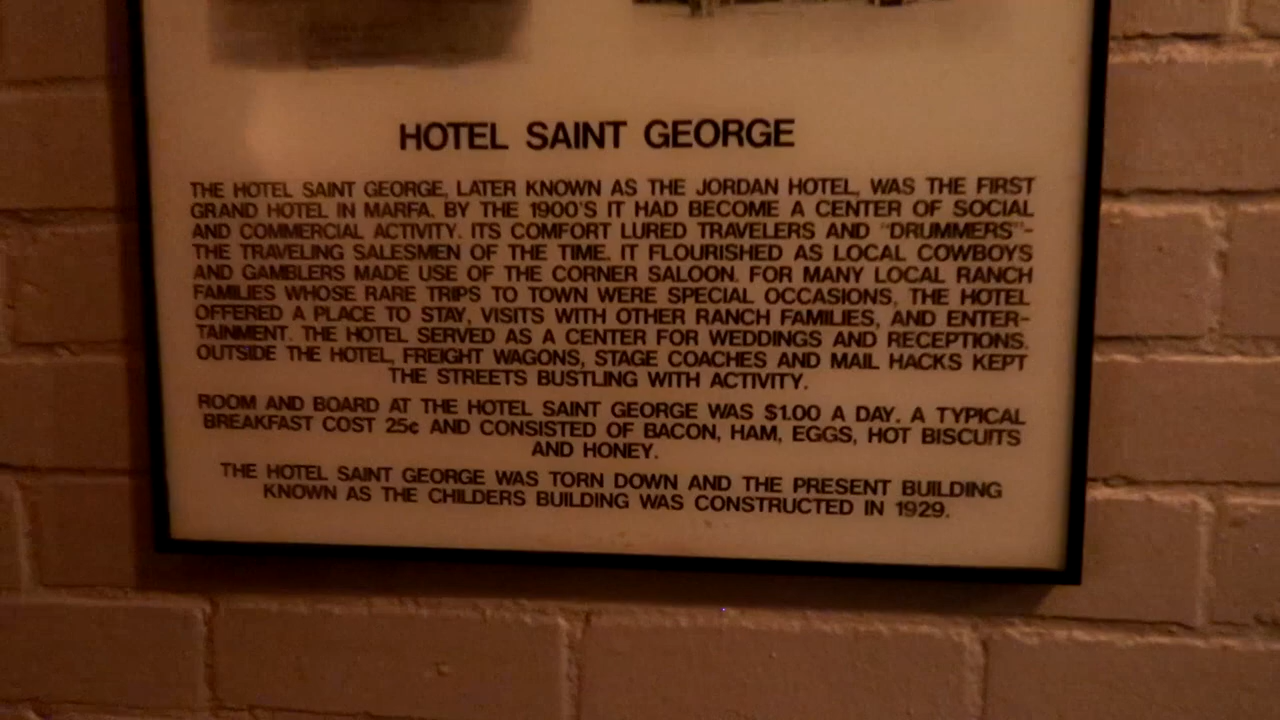 HOTEL SAINT GEORGE
THE HOTEL SAINT GEORGE, LATER KNOWN AS THE JORDAN HOTEL, WAS THE FIRST
GRAND HOTEL IN MARFA. BY THE 1900'S IT HAD BECOME A CENTER OF SOCIAL
AND COMMERCIAL ACTIVITY. ITS COMFORT LURED TRAVELERS AND "DRUMMERS"-
THE TRAVELING SALESMEN OF THE TIME. IT FLOURISHED AS LOCAL COWBOYS
AND GAMBLERS MADE USE OF THE CORNER SALOON. FOR MANY LOCAL RANCH
FAMILIES WHOSE RARE TRIPS TO TOWN WERE SPECIAL OCCASIONS, THE HOTEL
OFFERED A PLACE TO STAY, VISITS WITH OTHER RANCH FAMILIES, AND ENTER-
TAINMENT. THE HOTEL SERVED AS A CENTER FOR WEDDINGS AND RECEPTIONS.
OUTSIDE THE HOTEL, FREIGHT WAGONS, STAGE COACHES AND MAIL HACKS KEPT
THE STREETS BUSTLING WITH ACTIVITY.
ROOM AND BOARD AT THE HOTEL SAINT GEORGE WAS $1.00 A DAY. A TYPICAL
BREAKFAST COST 25¢ AND CONSISTED OF BACON, HAM, EGGS, HOT BISCUITS
AND HONEY.
THE HOTEL SAINT GEORGE WAS TORN DOWN AND THE PRESENT BUILDING
KNOWN AS THE CHILDERS BUILDING WAS CONSTRUCTED IN 1929.